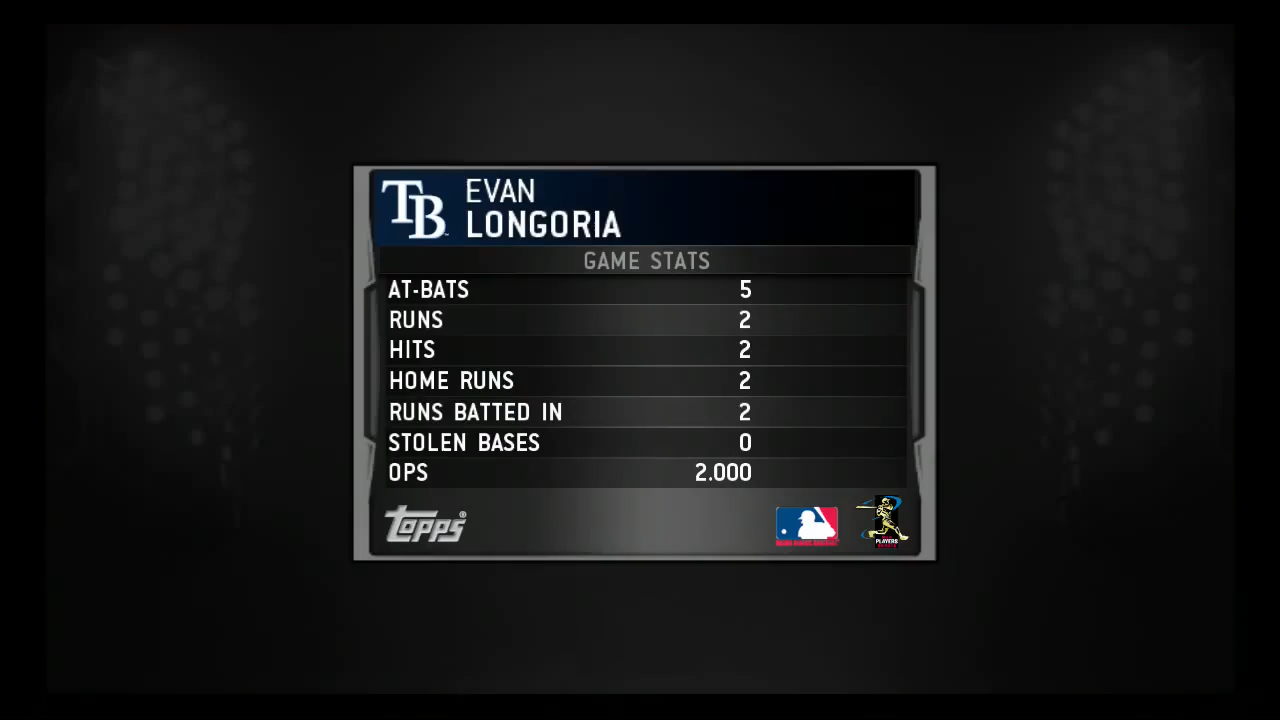 TB
EVAN
LONGORIA
GAME STATS
AT-BATS 5
RUNS 2
HITS 2
HOME RUNS 2
RUNS BATTED IN 2
STOLEN BASES 0
OPS 2.000
TOPPS®
PLAYERS